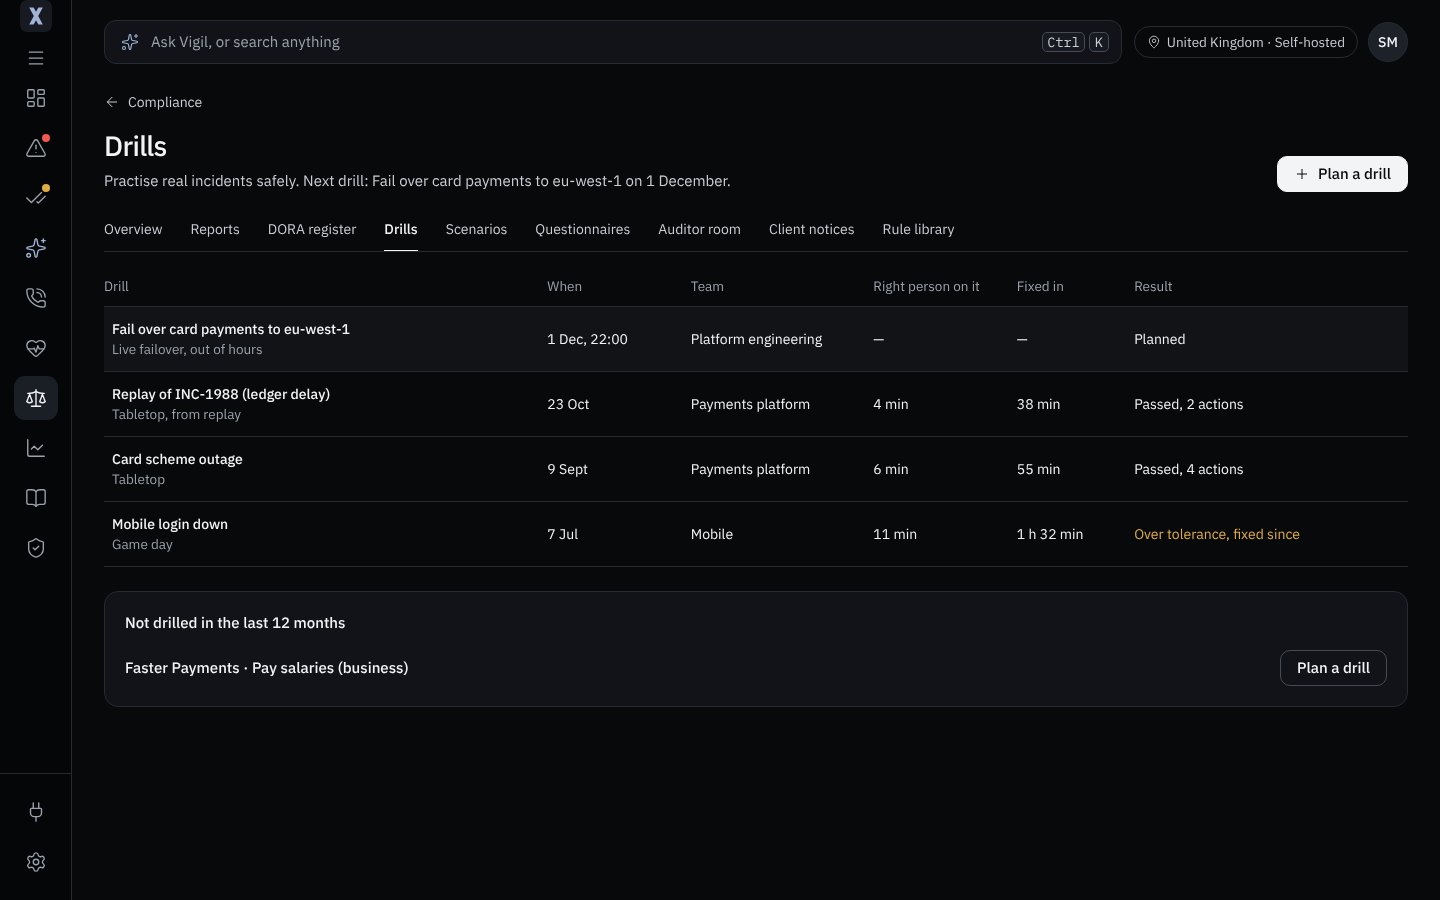 X
Ask Vigil, or search anything
Ctrl K
United Kingdom · Self-hosted
SM
Compliance
Drills
Practise real incidents safely. Next drill: Fail over card payments to eu-west-1 on 1 December.
Plan a drill
Overview Reports DORA register Drills Scenarios Questionnaires Auditor room Client notices Rule library
Drill When Team Right person on it Fixed in Result
Fail over card payments to eu-west-1
Live failover, out of hours
1 Dec, 22:00 Platform engineering — — Planned
Replay of INC-1988 (ledger delay)
Tabletop, from replay
23 Oct Payments platform 4 min 38 min Passed, 2 actions
Card scheme outage
Tabletop
9 Sept Payments platform 6 min 55 min Passed, 4 actions
Mobile login down
Game day
7 Jul Mobile 11 min 1 h 32 min Over tolerance, fixed since
Not drilled in the last 12 months
Faster Payments · Pay salaries (business)
Plan a drill